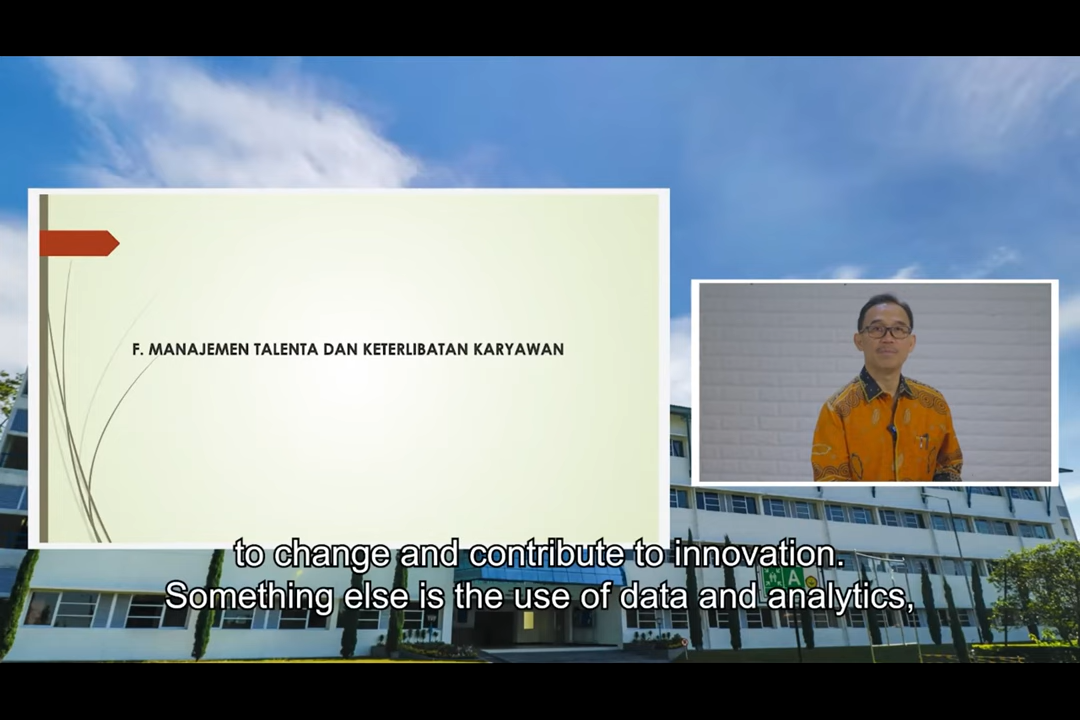 F. MANAJEMEN TALENTA DAN KETERLIBATAN KARYAWAN
to change and contribute to innovation.
Something else is the use of data and analytics,
A